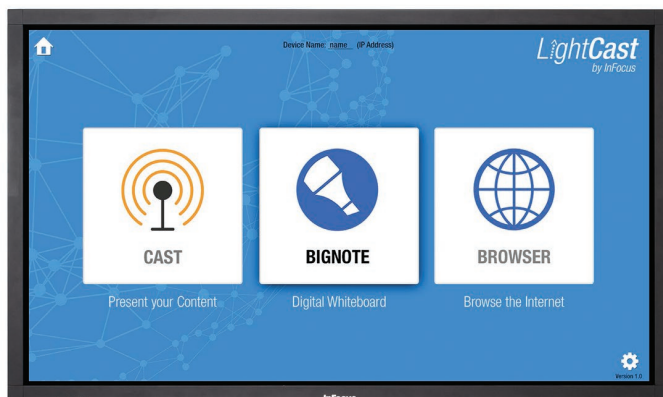 Device Name: name (IP Address)
LightCast
by InFocus
CAST
BIGNOTE
BROWSER
Present your Content
Digital Whiteboard
Browse the Internet
Version 1.0
InFocus